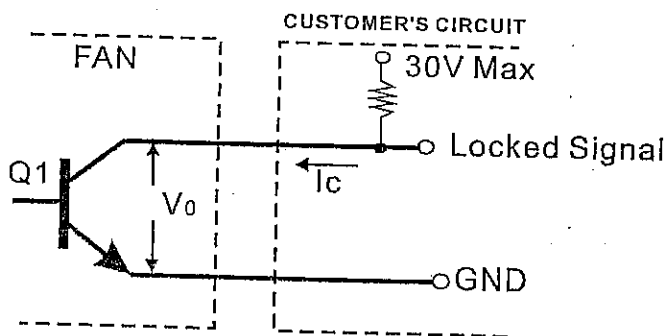 CUSTOMER'S CIRCUIT
FAN
30V Max
Locked Signal
Q1
Ic
V0
GND